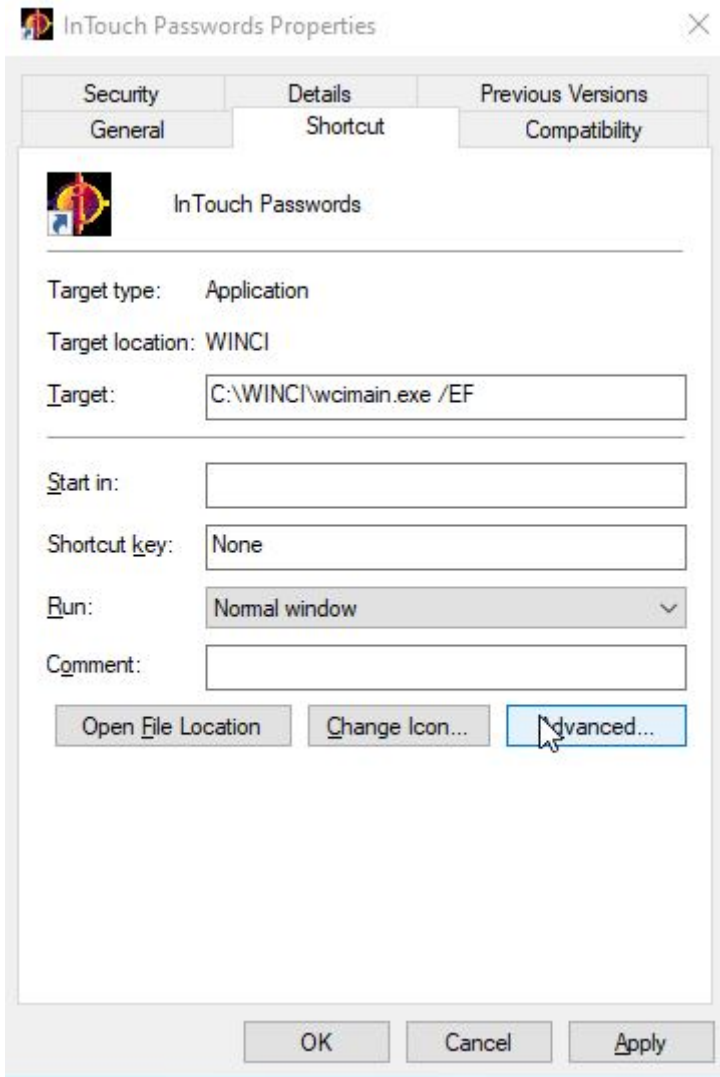 InTouch Passwords Properties
Security Details Previous Versions
General Shortcut Compatibility
InTouch Passwords
Target type: Application
Target location: WINCI
Target: C:\WINCI\wcimain.exe /EF
Start in:
Shortcut key: None
Run: Normal window
Comment:
Open File Location Change Icon... Advanced...
OK Cancel Apply